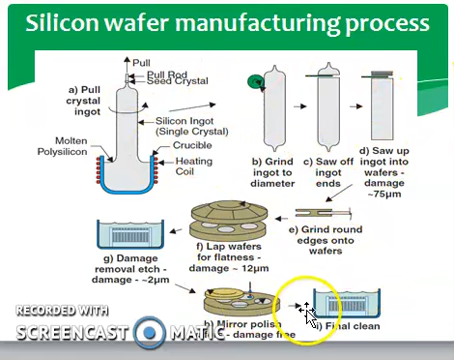 Silicon wafer manufacturing process
Pull
Pull Rod
Seed Crystal
a) Pull
crystal
ingot
Silicon Ingot
(Single Crystal)
Molten
Polysilicon
Crucible
Heating
Coil
b) Grind
ingot to
diameter
c) Saw off
ingot
ends
d) Saw up
ingot into
wafers -
damage
~75µm
e) Grind round
edges onto
wafers
f) Lap wafers
for flatness -
damage ~ 12µm
g) Damage
removal etch -
damage - ~2µm
h) Mirror polish
- damage free
i) Final clean
RECORDED WITH
SCREENCAST MATIC